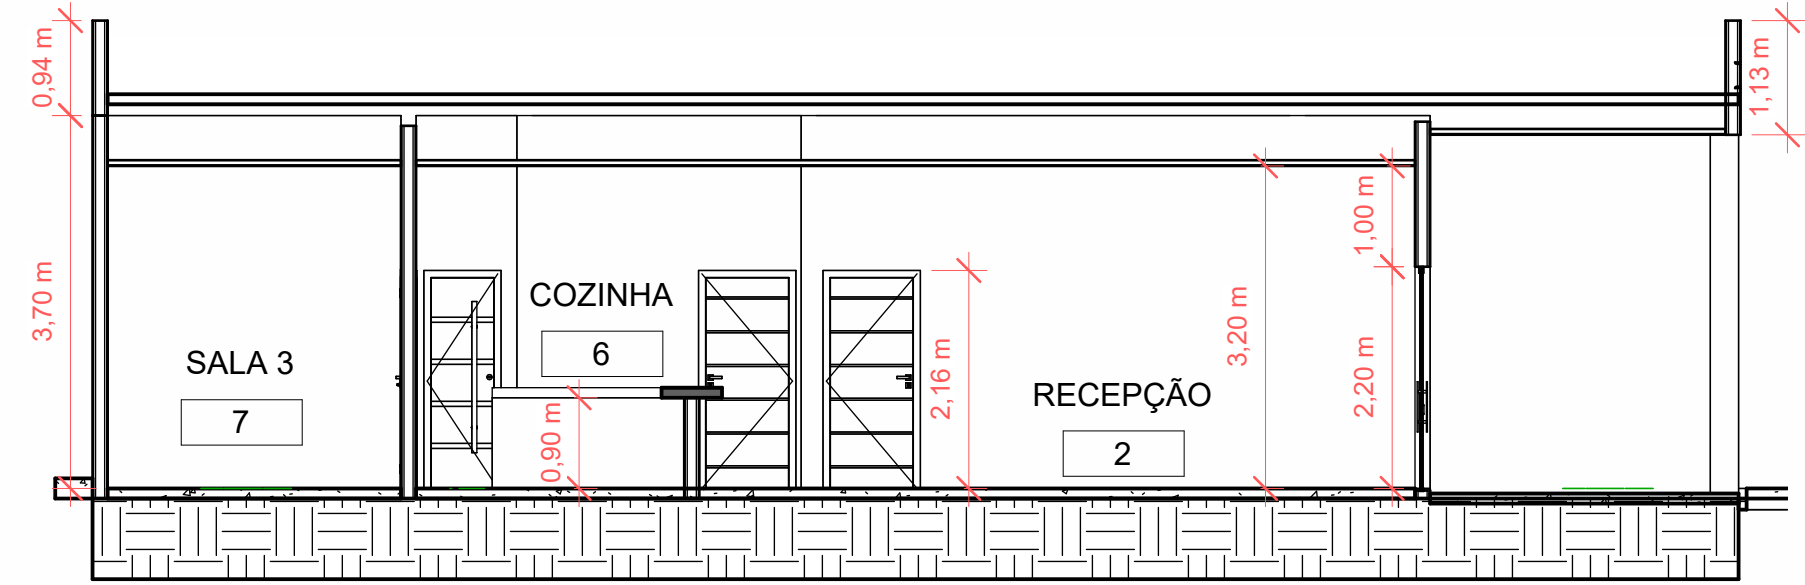 0,94 m
1,13 m
3,70 m
SALA 3
7
COZINHA
6
0,90 m
2,16 m
RECEPÇÃO
2
3,20 m
1,00 m
2,20 m